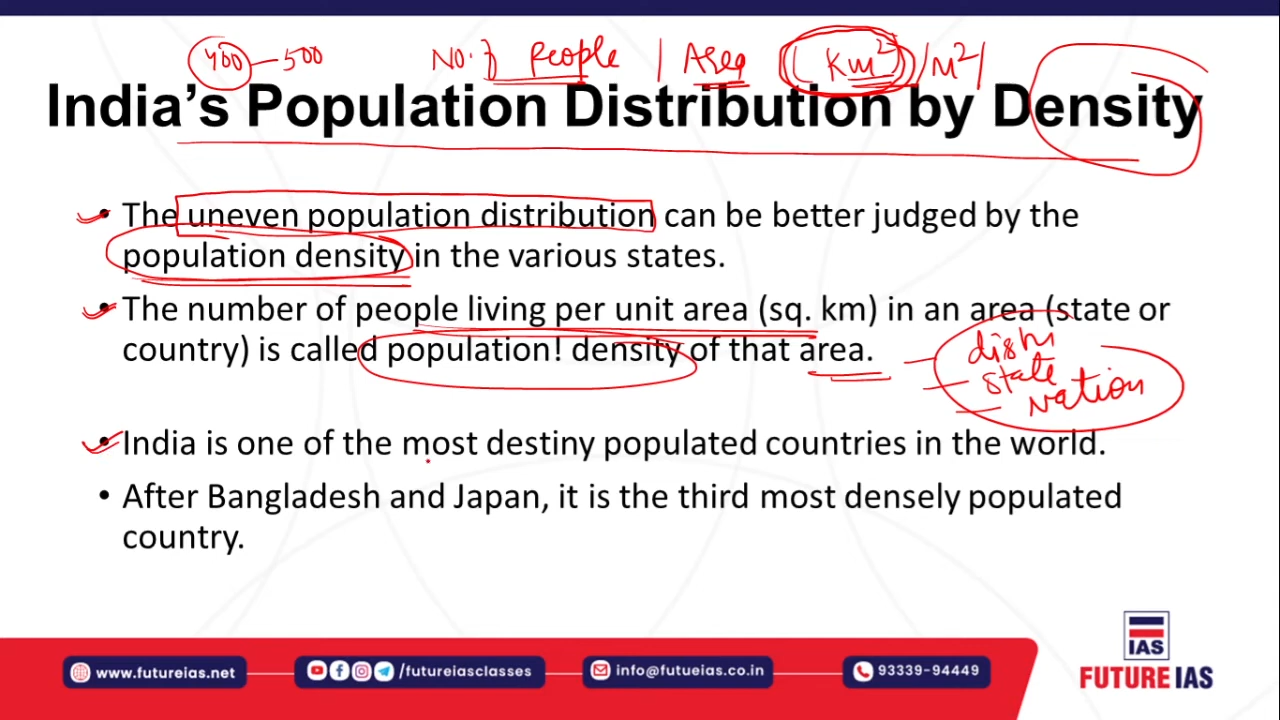 400 - 500 No. of People / Area ( km² ) / m² /
India's Population Distribution by Density
• The uneven population distribution can be better judged by the
population density in the various states.
• The number of people living per unit area (sq. km) in an area (state or
country) is called population! density of that area.
state
Nation
• India is one of the most destiny populated countries in the world.
• After Bangladesh and Japan, it is the third most densely populated
country.
www.futureias.net
/futureiasclasses
info@futueias.co.in
93339-94449
IAS
FUTURE IAS